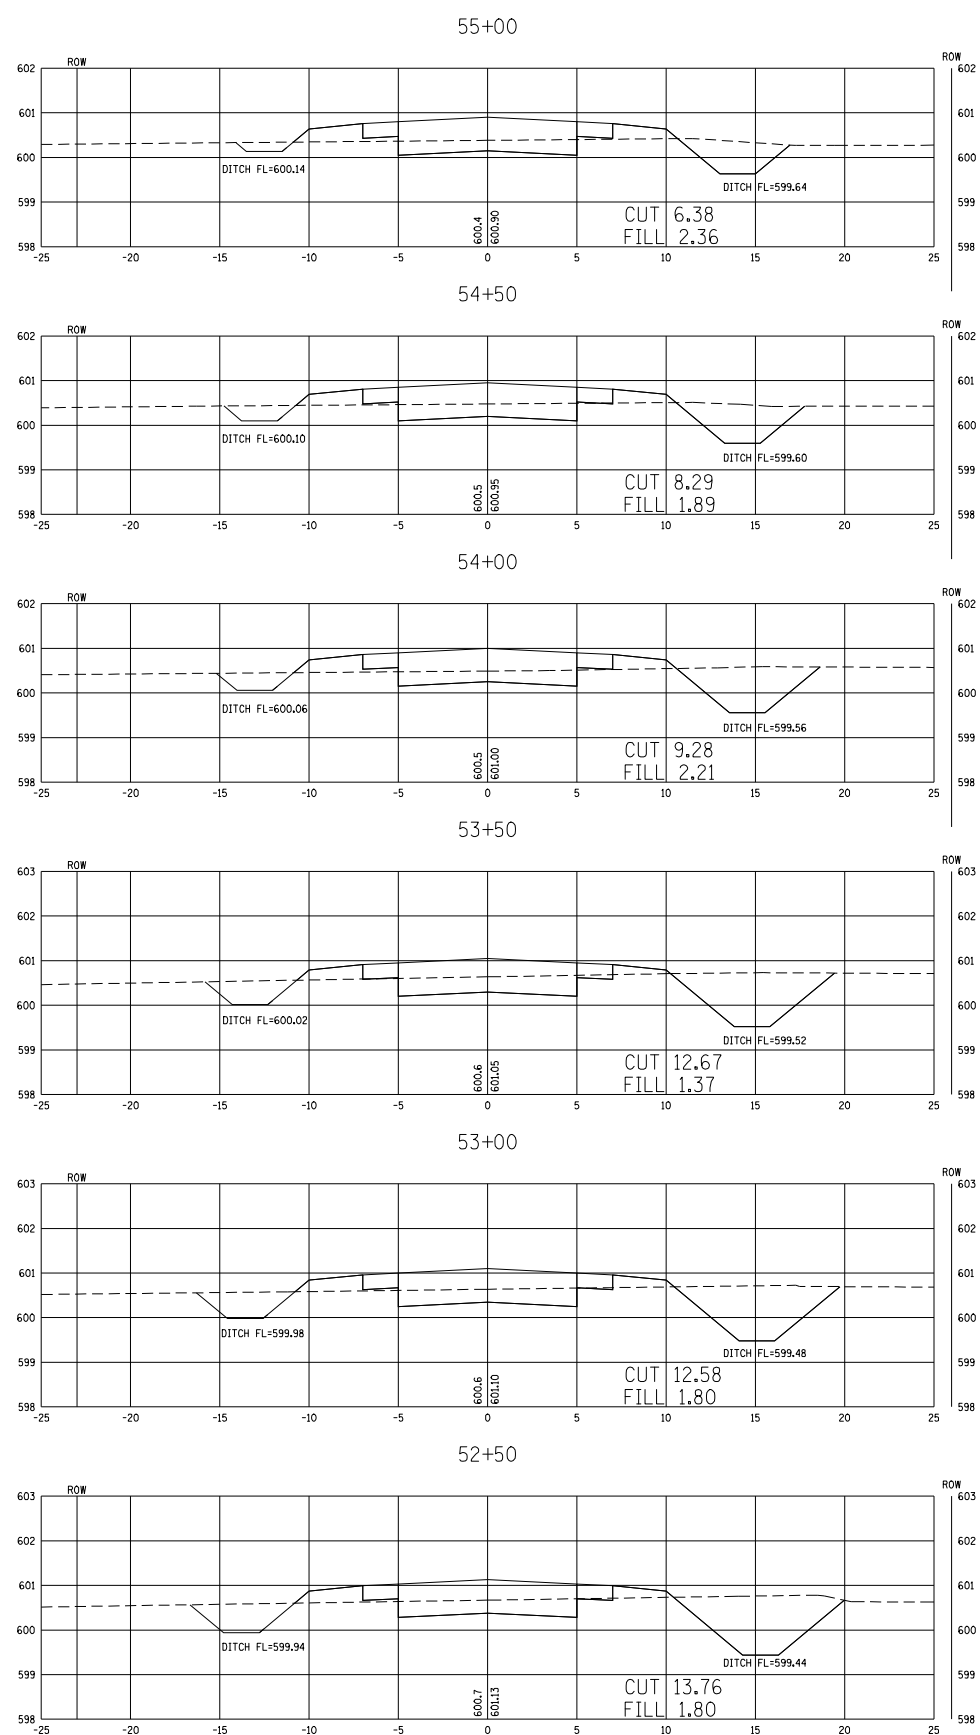 55+00
ROW ROW
602 602
601 601
600 600
DITCH FL=600.14
DITCH FL=599.64
599 599
600.4
600.90
CUT 6.38
FILL 2.36
598 598
-25 -20 -15 -10 -5 0 5 10 15 20 25
54+50
ROW ROW
602 602
601 601
600 600
DITCH FL=600.10
DITCH FL=599.60
599 599
600.5
600.95
CUT 8.29
FILL 1.89
598 598
-25 -20 -15 -10 -5 0 5 10 15 20 25
54+00
ROW ROW
602 602
601 601
600 600
DITCH FL=600.06
DITCH FL=599.56
599 599
600.5
601.00
CUT 9.28
FILL 2.21
598 598
-25 -20 -15 -10 -5 0 5 10 15 20 25
53+50
ROW ROW
603 603
602 602
601 601
600 600
DITCH FL=600.02
DITCH FL=599.52
599 599
600.6
601.05
CUT 12.67
FILL 1.37
598 598
-25 -20 -15 -10 -5 0 5 10 15 20 25
53+00
ROW ROW
603 603
602 602
601 601
600 600
DITCH FL=599.98
DITCH FL=599.48
599 599
600.6
601.10
CUT 12.58
FILL 1.80
598 598
-25 -20 -15 -10 -5 0 5 10 15 20 25
52+50
ROW ROW
603 603
602 602
601 601
600 600
DITCH FL=599.94
DITCH FL=599.44
599 599
600.7
601.13
CUT 13.76
FILL 1.80
598 598
-25 -20 -15 -10 -5 0 5 10 15 20 25